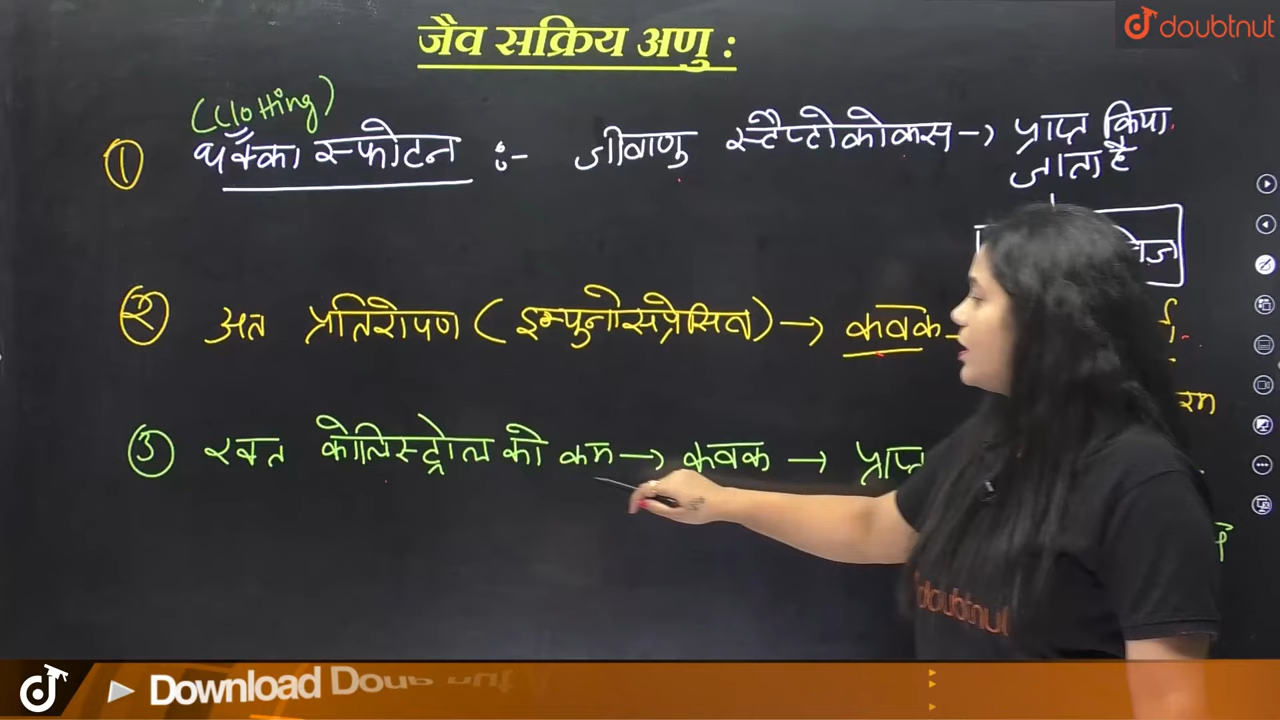 जैव सक्रिय अणु :
doubtnut
(Clotting)
① थक्का स्फोटन :- जीवाणु स्टैप्टोकोकस → प्राप्त किया
जाता है
② अंत प्रतिरोपण (इम्युनोसप्रेसिव) → कवक
③ रक्त कोलिस्ट्रोल को कम → कवक → प्राप्त
doubtnut
Download